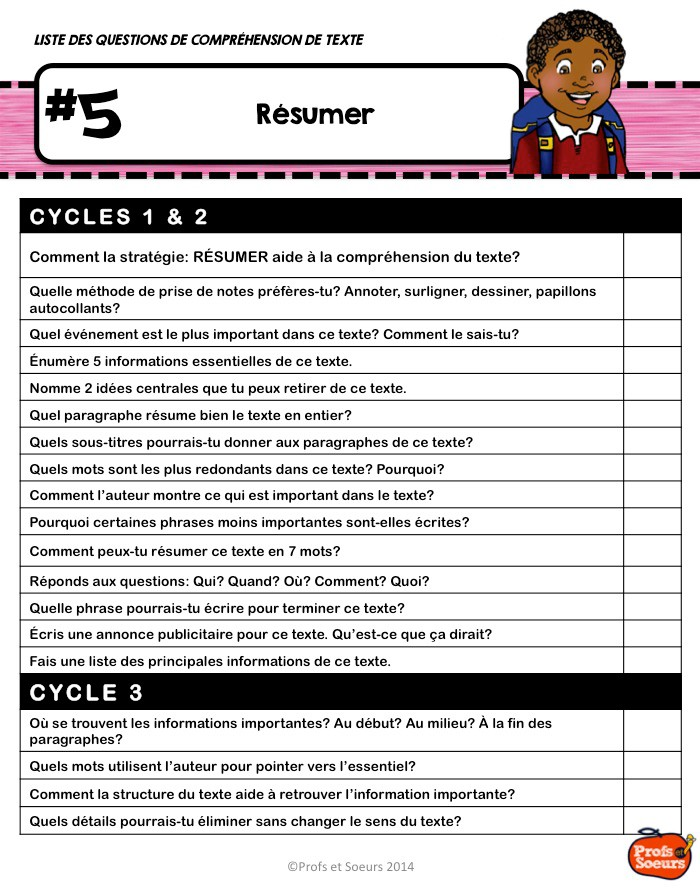 LISTE DES QUESTIONS DE COMPRÉHENSION DE TEXTE
#5
Résumer
CYCLES 1 & 2
Comment la stratégie: RÉSUMER aide à la compréhension du texte?
Quelle méthode de prise de notes préfères-tu? Annoter, surligner, dessiner, papillons
autocollants?
Quel événement est le plus important dans ce texte? Comment le sais-tu?
Énumère 5 informations essentielles de ce texte.
Nomme 2 idées centrales que tu peux retirer de ce texte.
Quel paragraphe résume bien le texte en entier?
Quels sous-titres pourrais-tu donner aux paragraphes de ce texte?
Quels mots sont les plus redondants dans ce texte? Pourquoi?
Comment l'auteur montre ce qui est important dans le texte?
Pourquoi certaines phrases moins importantes sont-elles écrites?
Comment peux-tu résumer ce texte en 7 mots?
Réponds aux questions: Qui? Quand? Où? Comment? Quoi?
Quelle phrase pourrais-tu écrire pour terminer ce texte?
Écris une annonce publicitaire pour ce texte. Qu'est-ce que ça dirait?
Fais une liste des principales informations de ce texte.
CYCLE 3
Où se trouvent les informations importantes? Au début? Au milieu? À la fin des
paragraphes?
Quels mots utilisent l'auteur pour pointer vers l'essentiel?
Comment la structure du texte aide à retrouver l'information importante?
Quels détails pourrais-tu éliminer sans changer le sens du texte?
©Profs et Soeurs 2014
Profs
et
Soeurs